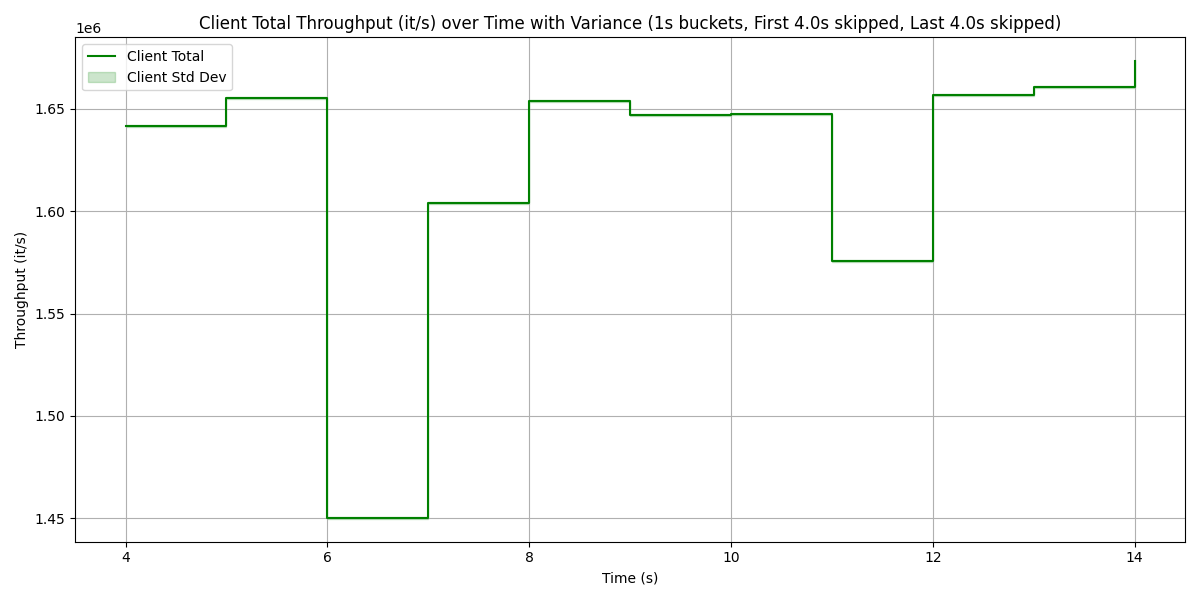 Client Total Throughput (it/s) over Time with Variance (1s buckets, First 4.0s skipped, Last 4.0s skipped)
1e6
Client Total
Client Std Dev
1.65
1.60
1.55
1.50
1.45
Throughput (it/s)
4 6 8 10 12 14
Time (s)